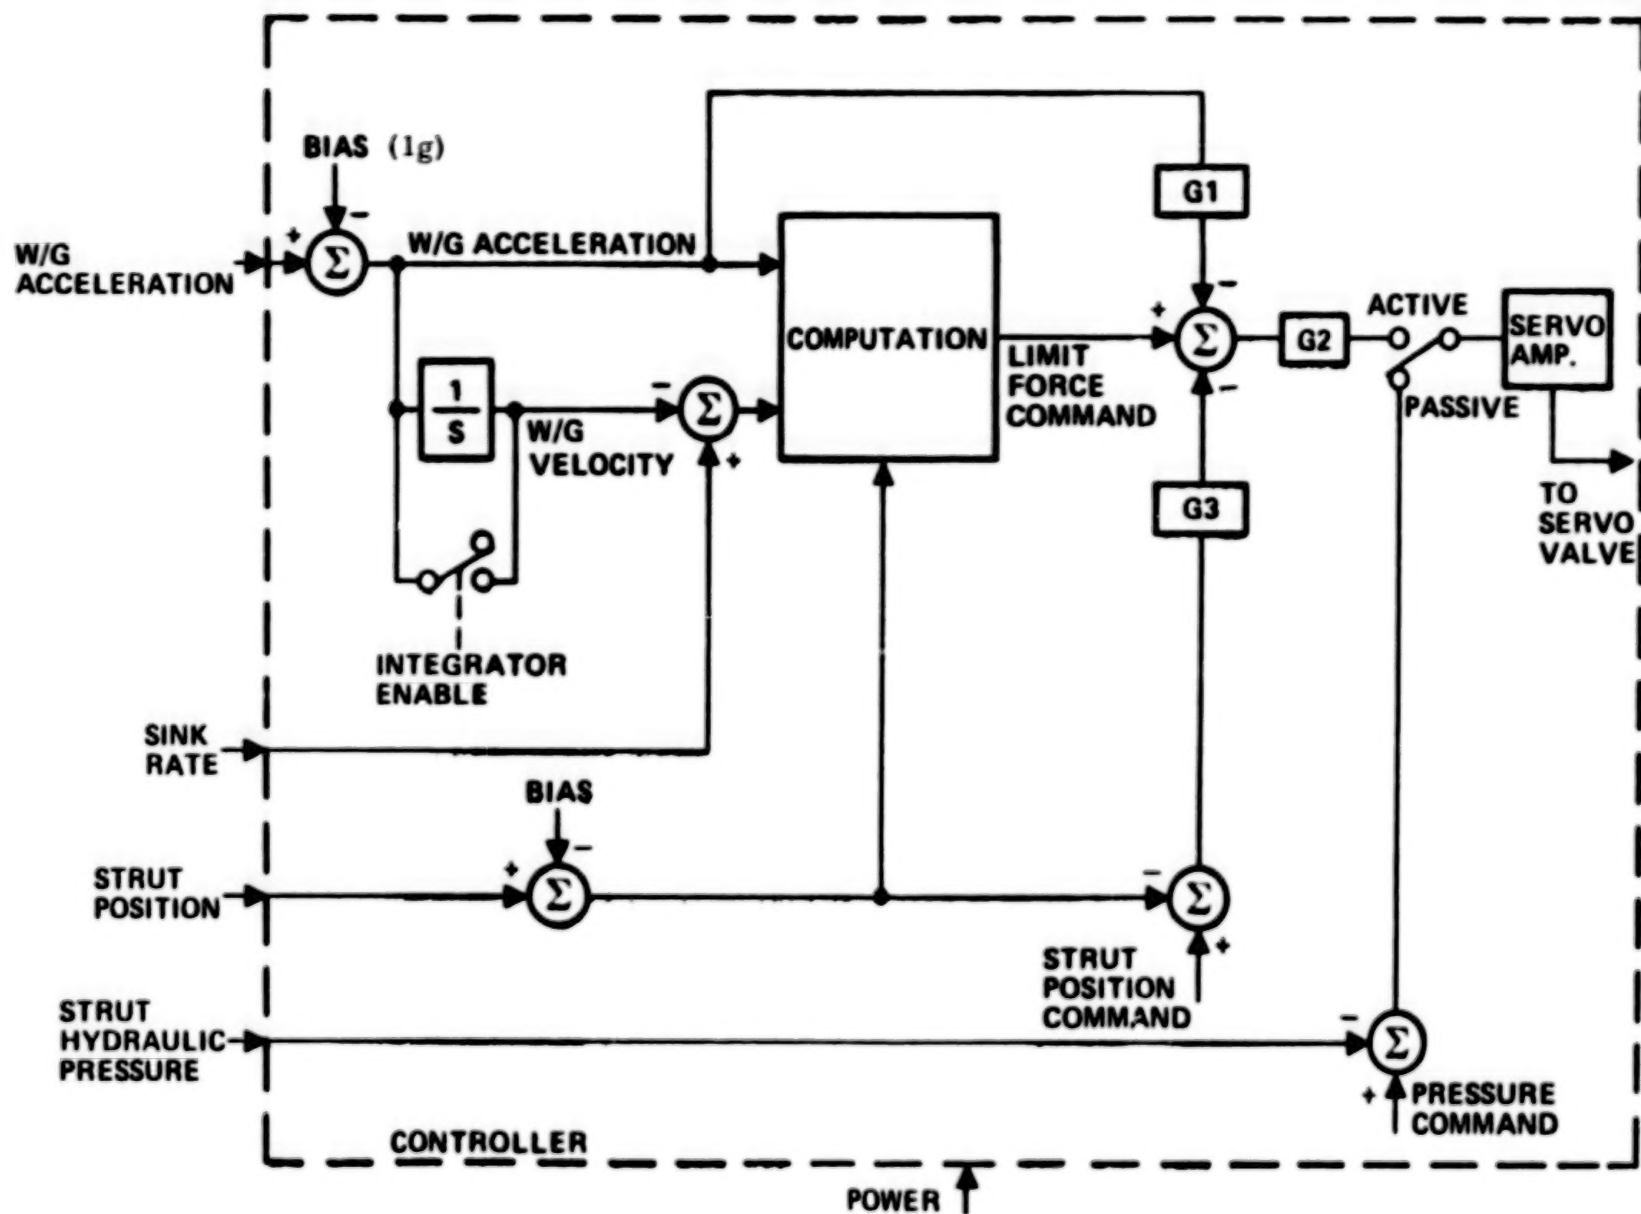 BIAS (1g)
W/G
ACCELERATION
+
−
Σ
W/G ACCELERATION
1
S
W/G
VELOCITY
−
Σ
+
INTEGRATOR
ENABLE
COMPUTATION
LIMIT
FORCE
COMMAND
G1
−
+
Σ
−
G2
G3
ACTIVE
PASSIVE
SERVO
AMP.
TO
SERVO
VALVE
SINK
RATE
BIAS
−
+
Σ
STRUT
POSITION
−
Σ
+
STRUT
POSITION
COMMAND
STRUT
HYDRAULIC
PRESSURE
−
Σ
+
PRESSURE
COMMAND
CONTROLLER
POWER